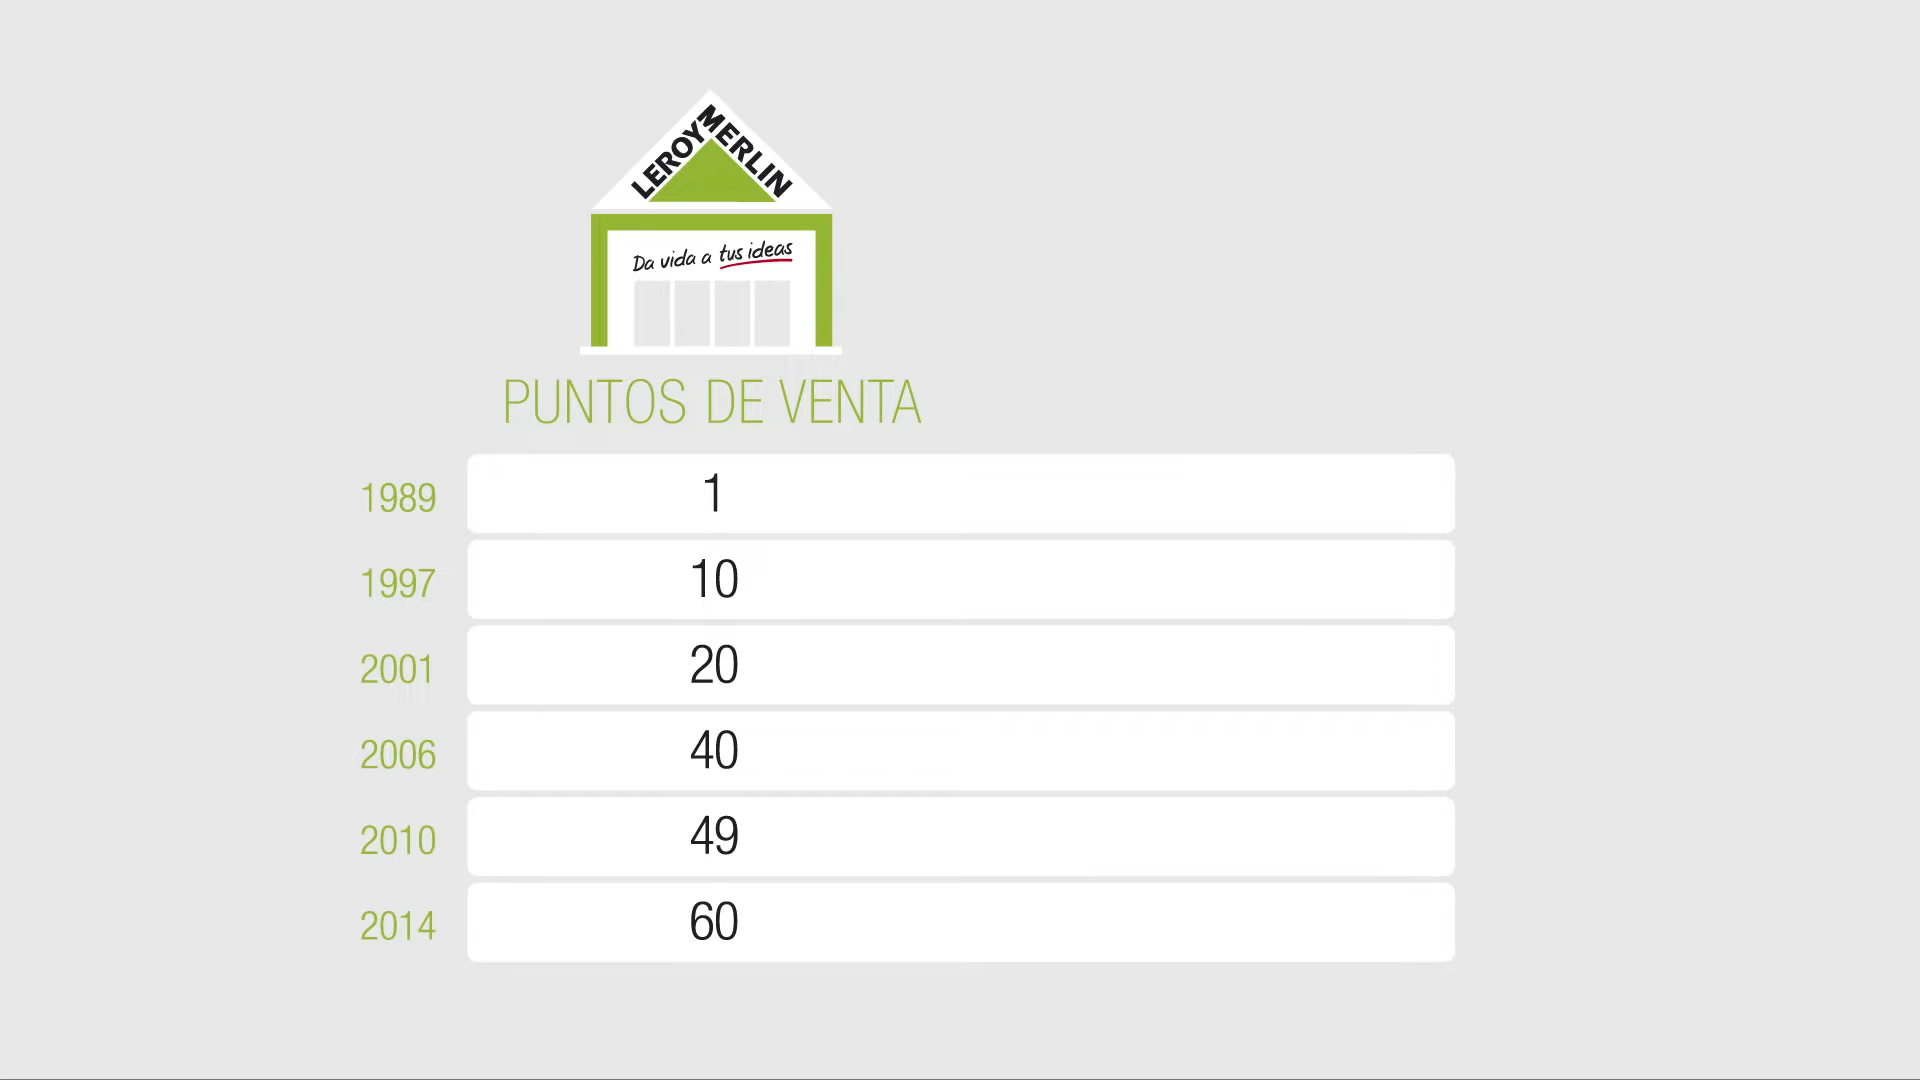 LEROY MERLIN
Da vida a tus ideas
PUNTOS DE VENTA
1989 1
1997 10
2001 20
2006 40
2010 49
2014 60